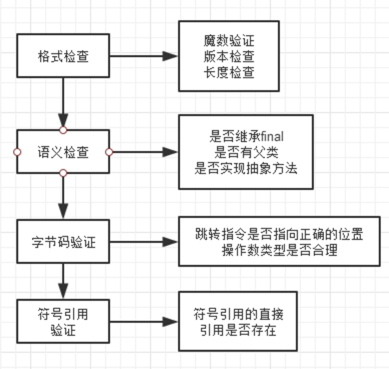 格式检查
魔数验证
版本检查
长度检查
语义检查
是否继承final
是否有父类
是否实现抽象方法
字节码验证
跳转指令是否指向正确的位置
操作数类型是否合理
符号引用
验证
符号引用的直接
引用是否存在